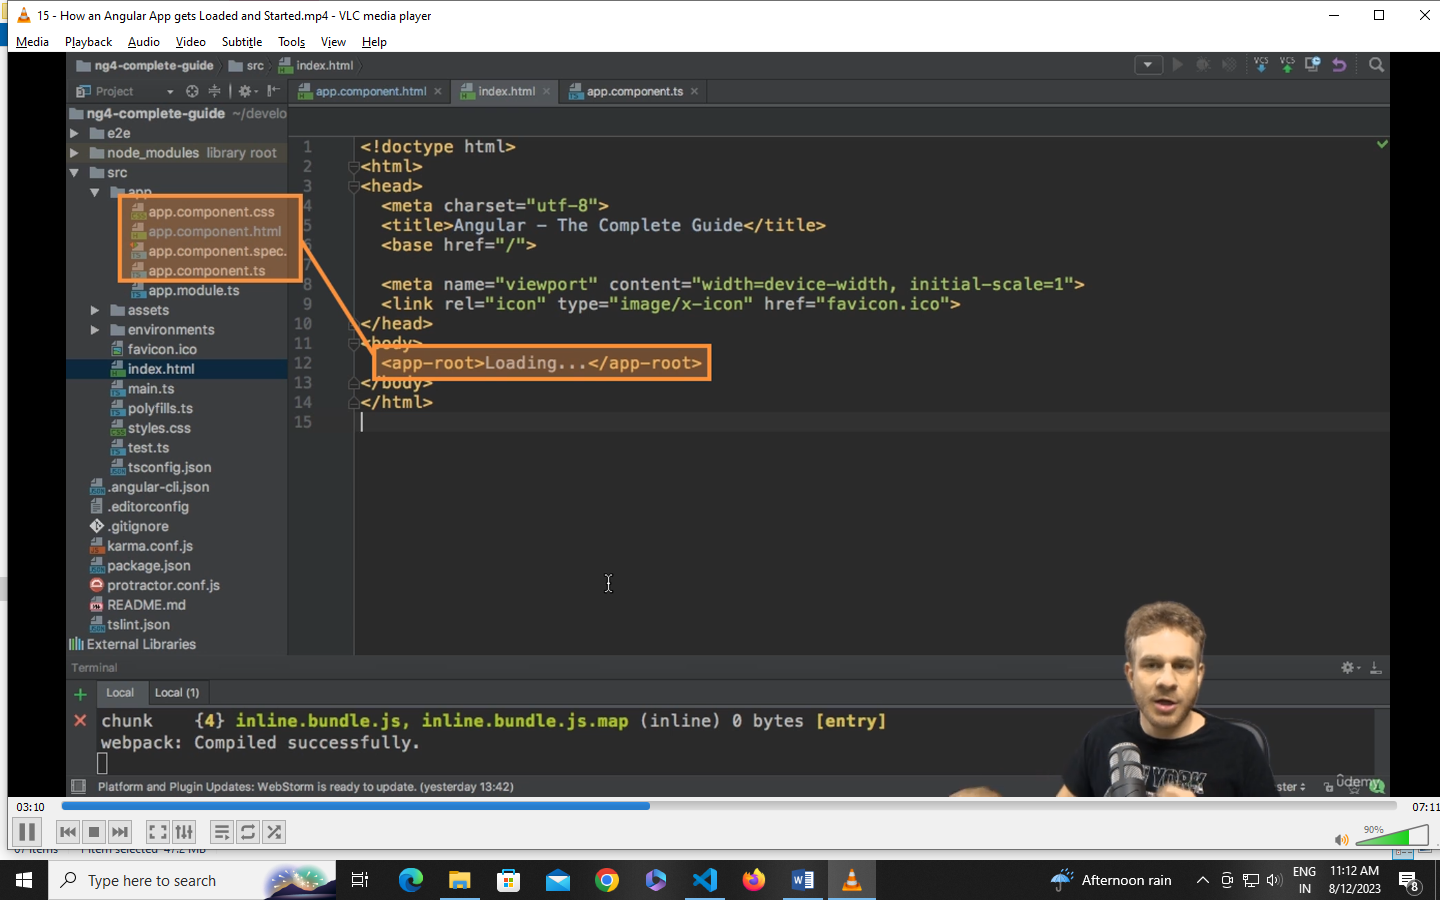 15 - How an Angular App gets Loaded and Started.mp4 - VLC media player
Media Playback Audio Video Subtitle Tools View Help
ng4-complete-guide src index.html
VCS VCS
Project
app.component.html index.html app.component.ts
ng4-complete-guide ~/develo
e2e
node_modules library root
src
app
app.component.css
app.component.html
app.component.spec.
app.component.ts
app.module.ts
assets
environments
favicon.ico
index.html
main.ts
polyfills.ts
styles.css
test.ts
tsconfig.json
.angular-cli.json
.editorconfig
.gitignore
karma.conf.js
package.json
protractor.conf.js
README.md
tslint.json
External Libraries
1 <!doctype html>
2 <html>
3 <head>
4 <meta charset="utf-8">
5 <title>Angular – The Complete Guide</title>
6 <base href="/">
7
8 <meta name="viewport" content="width=device-width, initial-scale=1">
9 <link rel="icon" type="image/x-icon" href="favicon.ico">
10 </head>
11 <body>
12 <app-root>Loading...</app-root>
13 </body>
14 </html>
15
Terminal
Local Local (1)
chunk {4} inline.bundle.js, inline.bundle.js.map (inline) 0 bytes [entry]
webpack: Compiled successfully.
Platform and Plugin Updates: WebStorm is ready to update. (yesterday 13:42)
ster
YORK
ûdemy
03:10 07:11
90%
Type here to search
Afternoon rain
ENG
IN
11:12 AM
8/12/2023
8